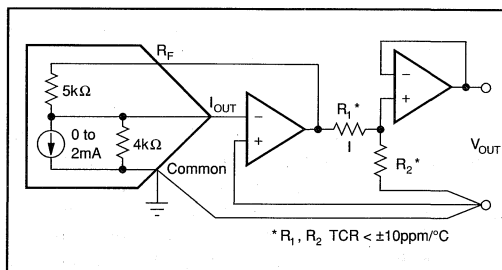 R_F
5kΩ
I_OUT
0 to
2mA
4kΩ
Common
−
+
R_1*
I
−
+
R_2*
V_OUT
*R_1, R_2 TCR < ±10ppm/°C